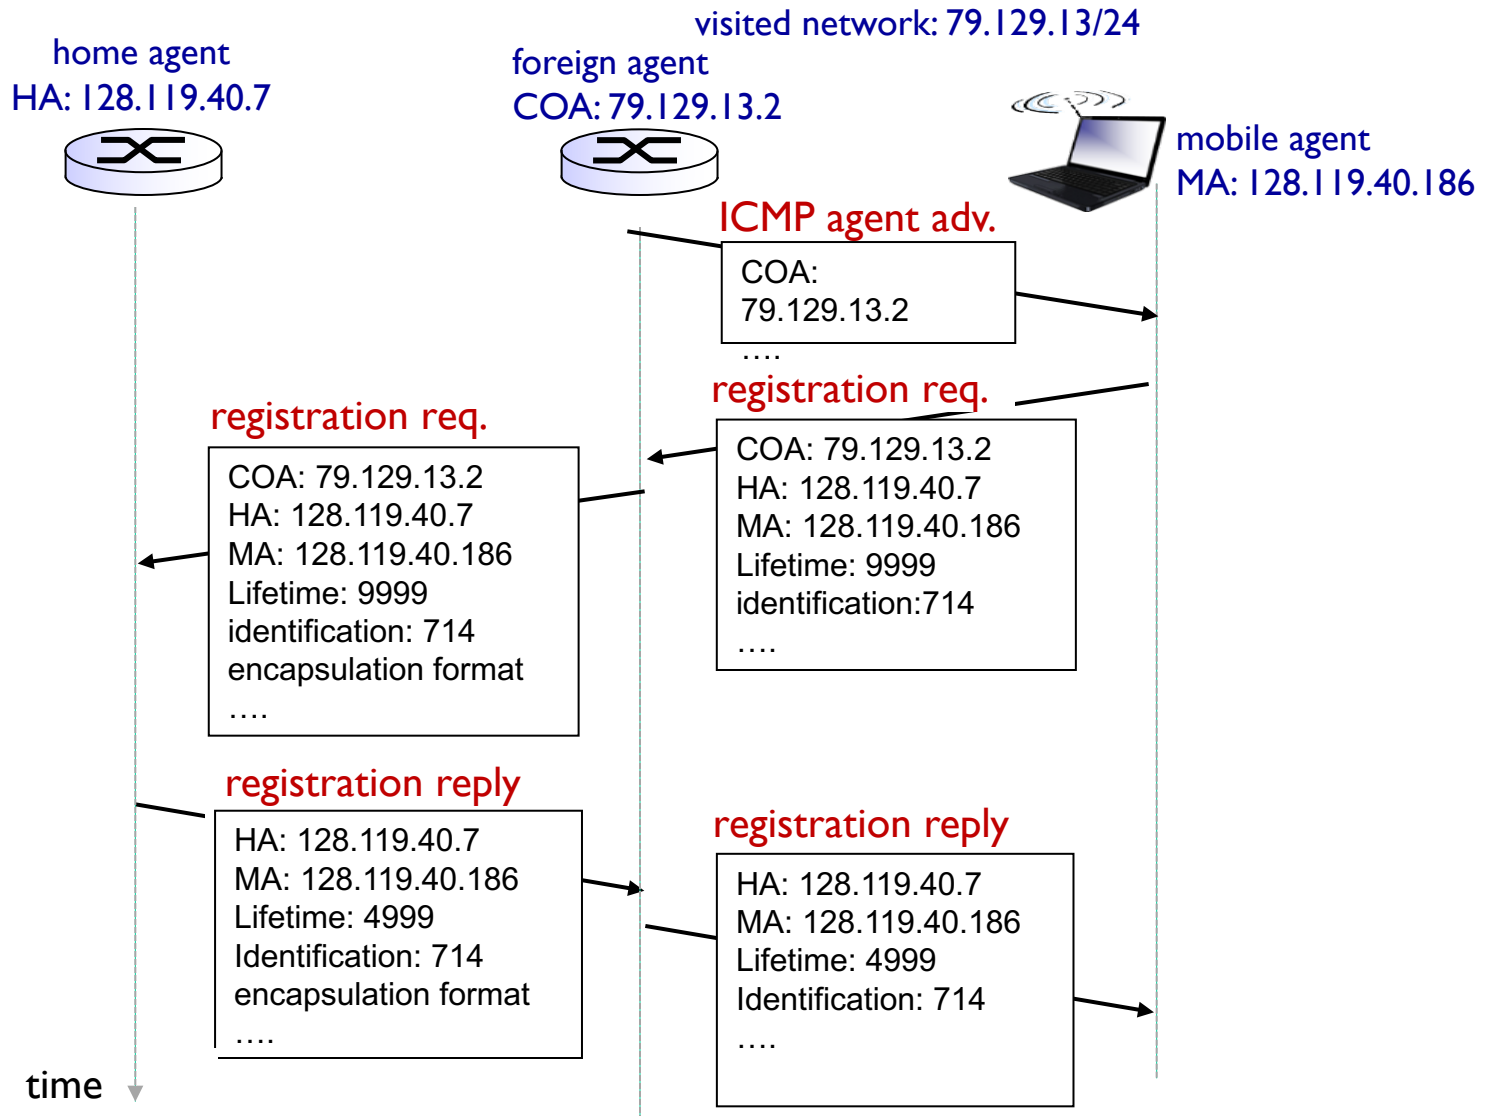 visited network: 79.129.13/24
home agent
HA: 128.119.40.7
foreign agent
COA: 79.129.13.2
mobile agent
MA: 128.119.40.186
ICMP agent adv.
COA:
79.129.13.2
….
registration req.
COA: 79.129.13.2
HA: 128.119.40.7
MA: 128.119.40.186
Lifetime: 9999
identification:714
….
registration req.
COA: 79.129.13.2
HA: 128.119.40.7
MA: 128.119.40.186
Lifetime: 9999
identification: 714
encapsulation format
….
registration reply
HA: 128.119.40.7
MA: 128.119.40.186
Lifetime: 4999
Identification: 714
encapsulation format
….
registration reply
HA: 128.119.40.7
MA: 128.119.40.186
Lifetime: 4999
Identification: 714
….
time